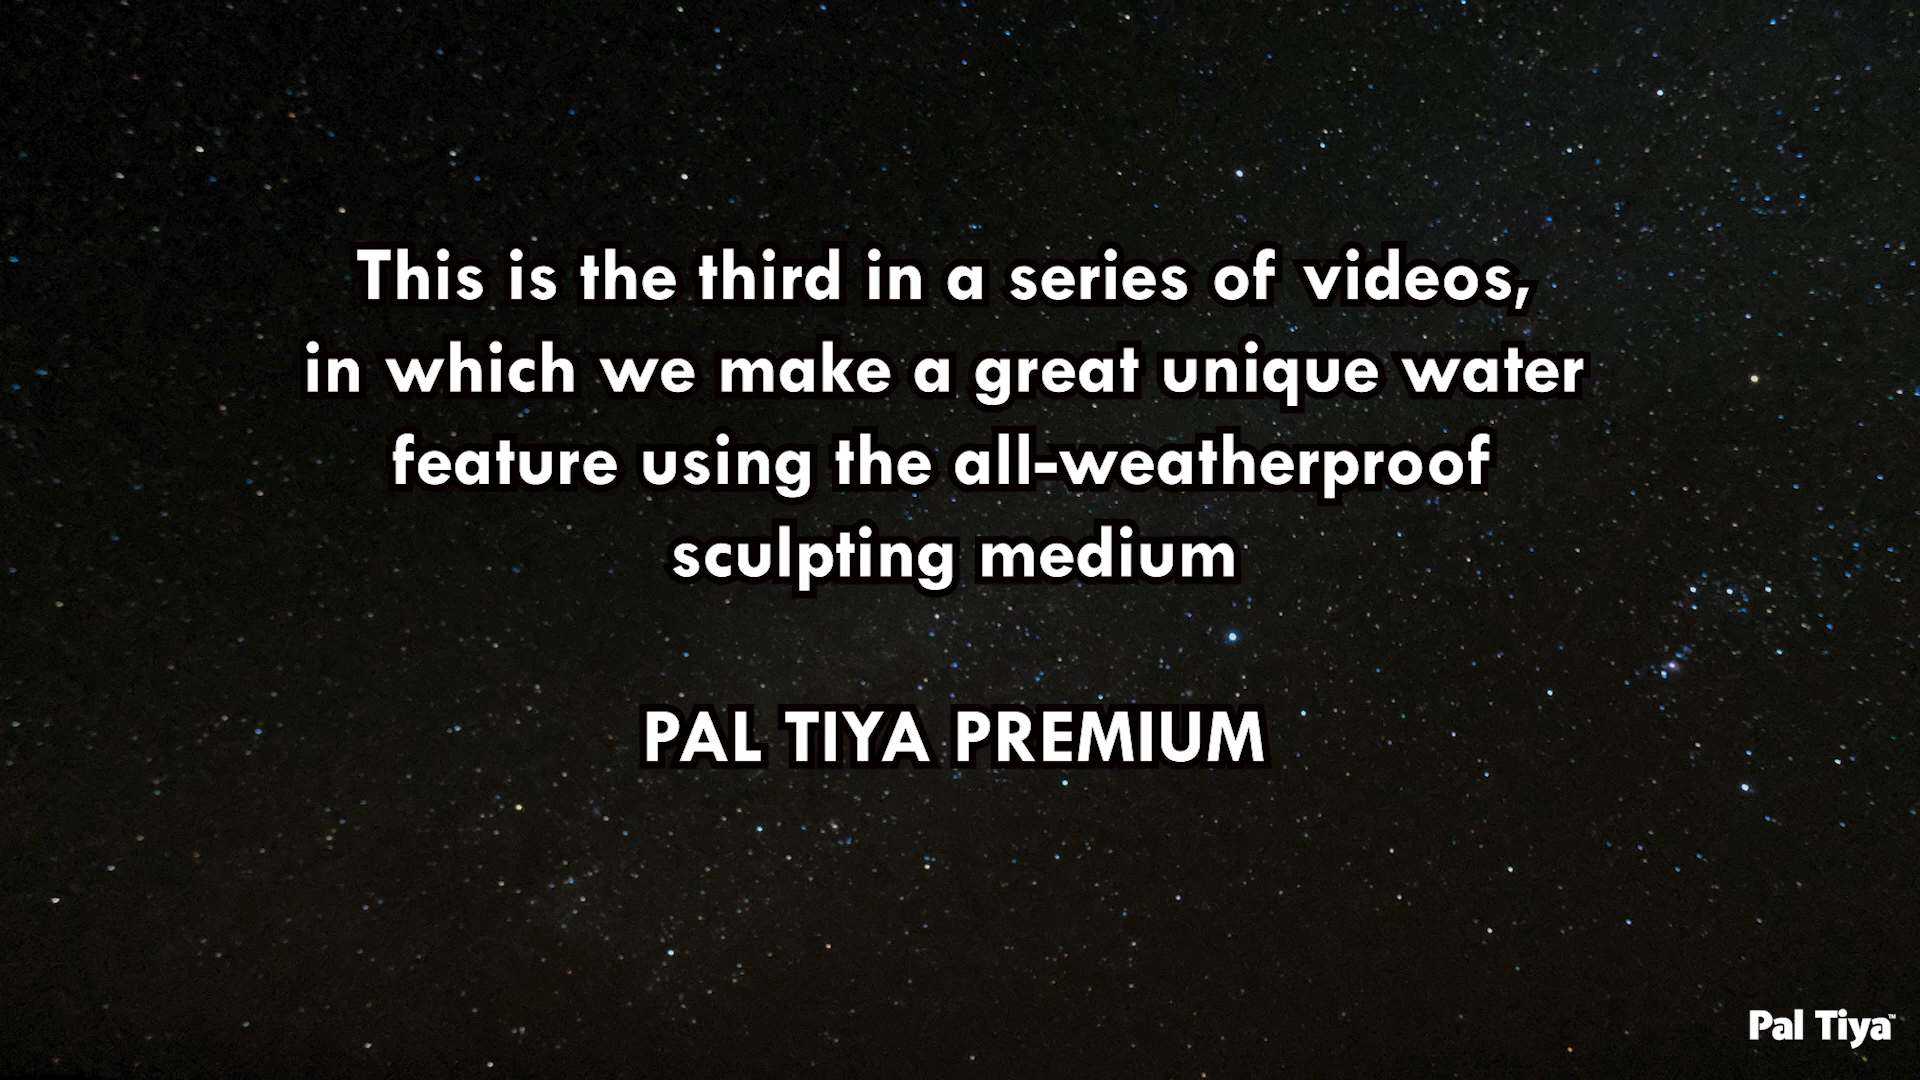 This is the third in a series of videos,
in which we make a great unique water
feature using the all-weatherproof
sculpting medium
PAL TIYA PREMIUM
Pal Tiya™